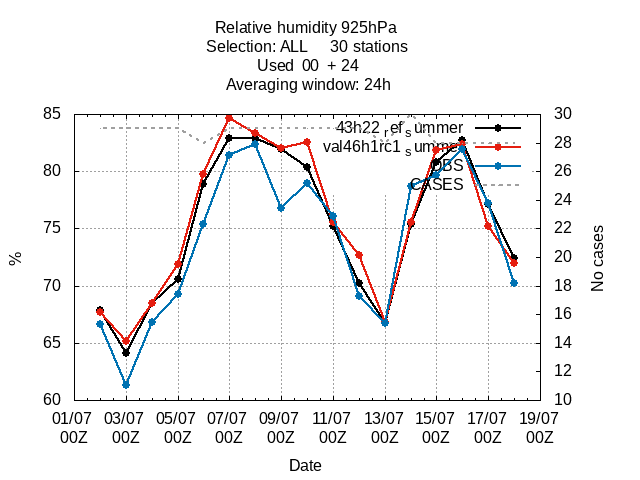 Relative humidity 925hPa
Selection: ALL 30 stations
Used 00 + 24
Averaging window: 24h
43h22refsummer
val46h1rc1summer
OBS
CASES
85
80
75
70
65
60
%
30
28
26
24
22
20
18
16
14
12
10
No cases
01/07 03/07 05/07 07/07 09/07 11/07 13/07 15/07 17/07 19/07
00Z 00Z 00Z 00Z 00Z 00Z 00Z 00Z 00Z 00Z
Date